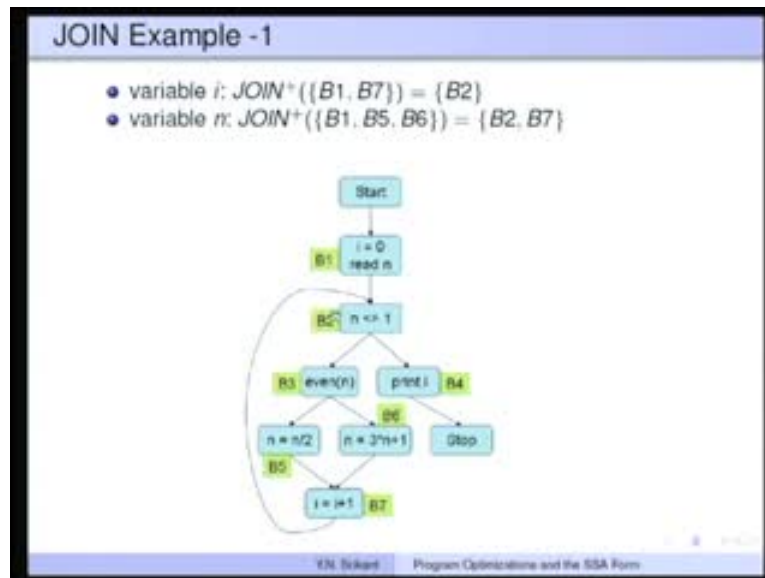 JOIN Example -1
variable i: JOIN⁺({B1, B7}) = {B2}
variable n: JOIN⁺({B1, B5, B6}) = {B2, B7}
Start
i = 0
B1 read n
B2 n <> 1
B3 even(n) print i B4
B6
n = n/2 n = 3*n+1 Stop
B5
i = i+1 B7
Y.N. Srikant Program Optimizations and the SSA Form